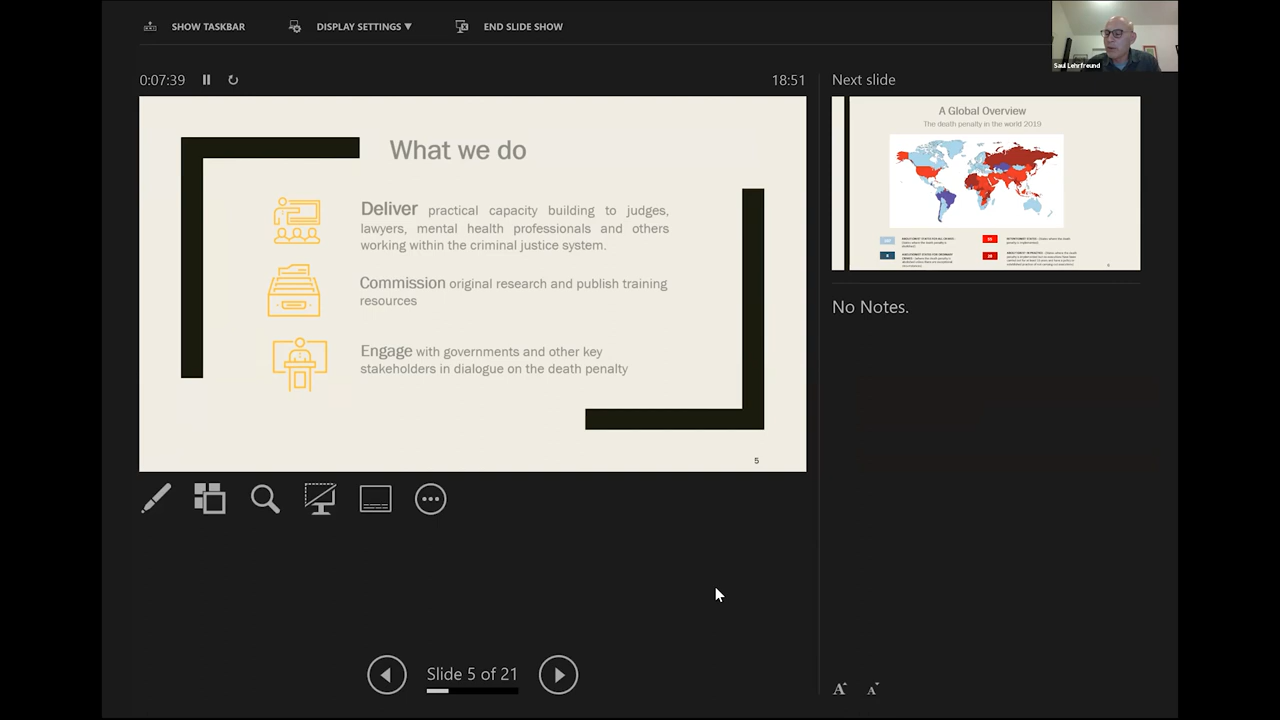 SHOW TASKBAR
DISPLAY SETTINGS ▼
END SLIDE SHOW
Saul Lehrfreund
0:07:39
18:51
Next slide
What we do
Deliver practical capacity building to judges,
lawyers, mental health professionals and others
working within the criminal justice system.
Commission original research and publish training
resources
Engage with governments and other key
stakeholders in dialogue on the death penalty
5
A Global Overview
The death penalty in the world 2019
No Notes.
Slide 5 of 21
A
A